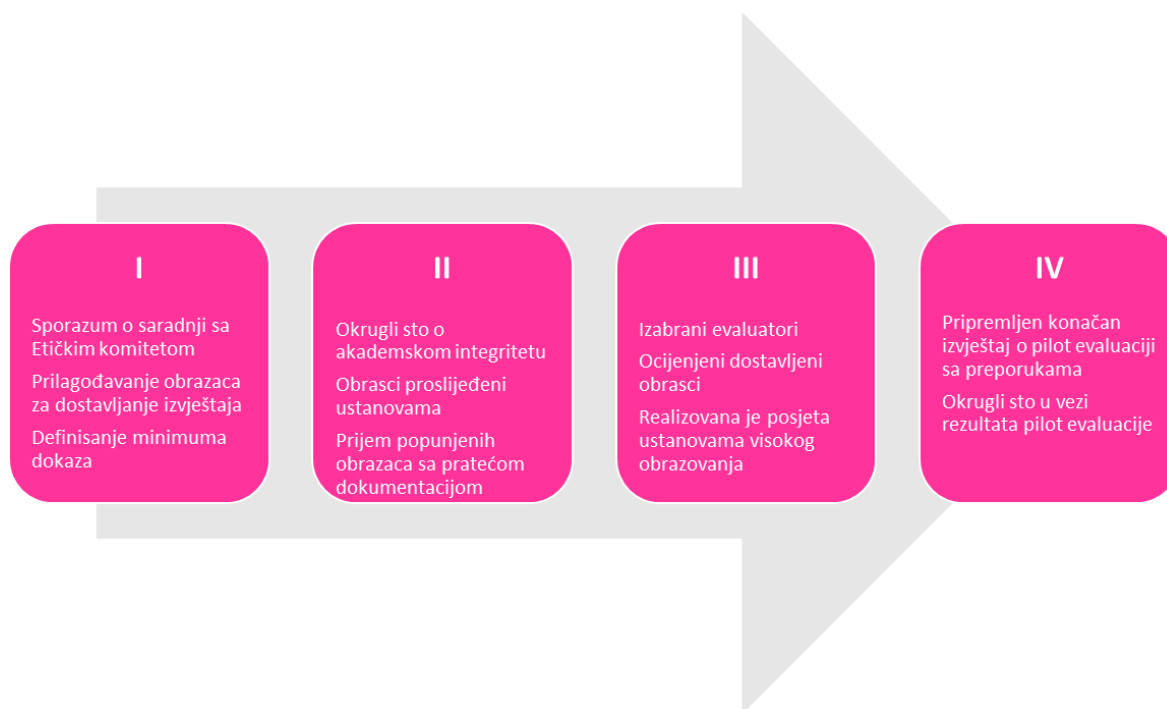 I
Sporazum o saradnji sa
Etičkim komitetom
Prilagođavanje obrazaca
za dostavljanje izvještaja
Definisanje minimuma
dokaza
II
Okrugli sto o
akademskom integritetu
Obrasci proslijeđeni
ustanovama
Prijem popunjenih
obrazaca sa pratećom
dokumentacijom
III
Izabrani evaluatori
Ocijenjeni dostavljeni
obrasci
Realizovana je posjeta
ustanovama visokog
obrazovanja
IV
Pripremljen konačan
izvještaj o pilot evaluaciji
sa preporukama
Okrugli sto u vezi
rezultata pilot evaluacije